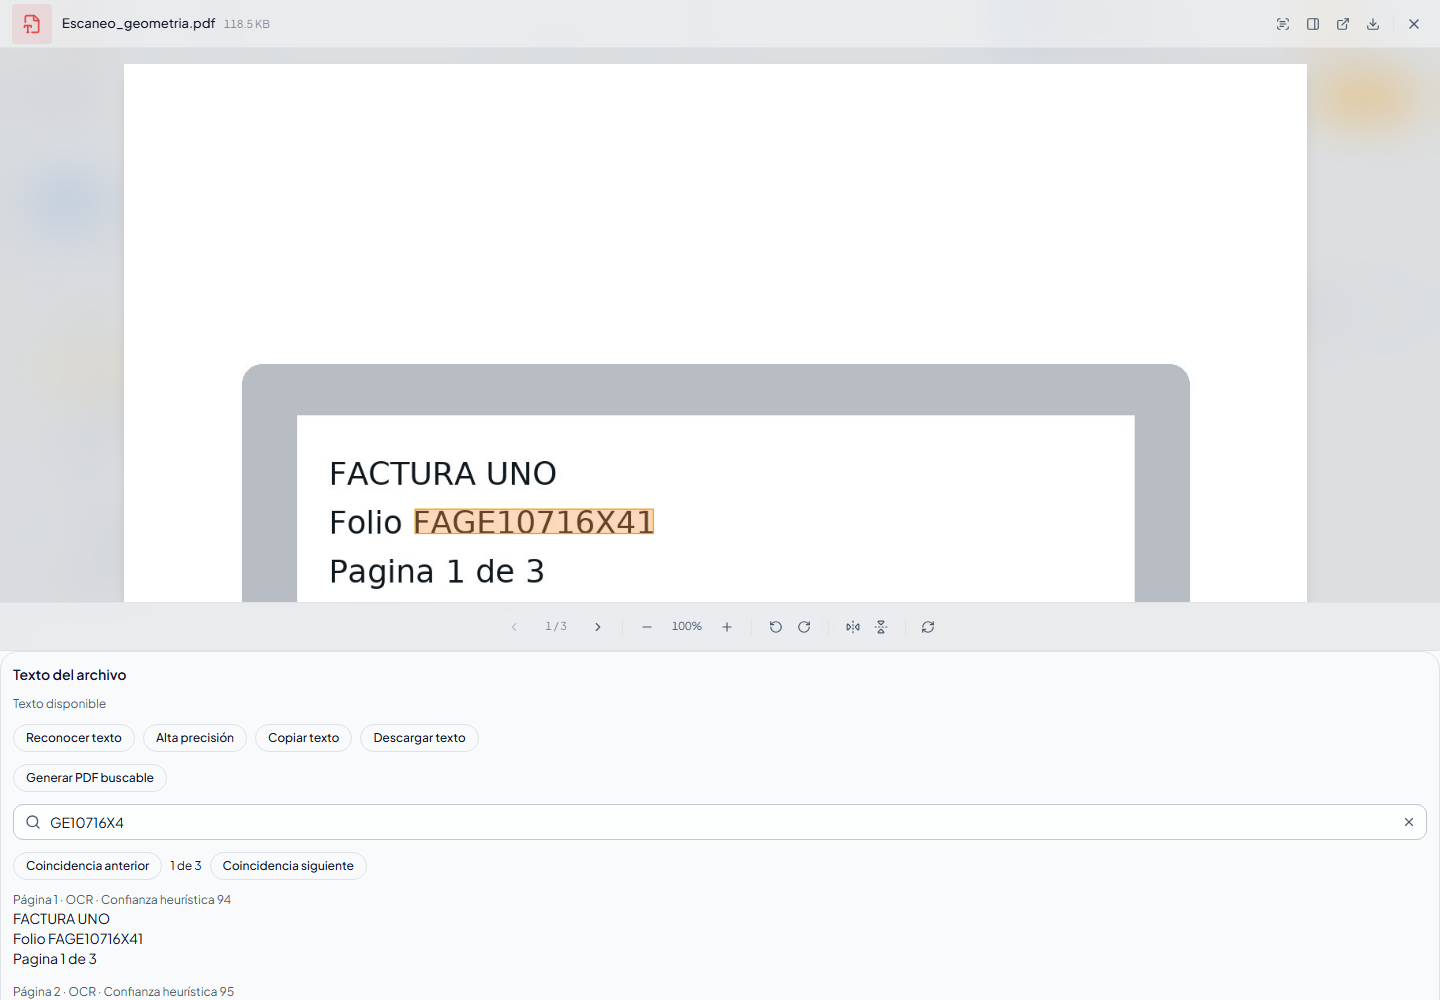 Escaneo_geometria.pdf 118.5 KB
FACTURA UNO
Folio FAGE10716X41
Pagina 1 de 3
1 / 3
100%
Texto del archivo
Texto disponible
Reconocer texto
Alta precisión
Copiar texto
Descargar texto
Generar PDF buscable
GE10716X4
Coincidencia anterior
1 de 3
Coincidencia siguiente
Página 1 · OCR · Confianza heurística 94
FACTURA UNO
Folio FAGE10716X41
Pagina 1 de 3
Página 2 · OCR · Confianza heurística 95